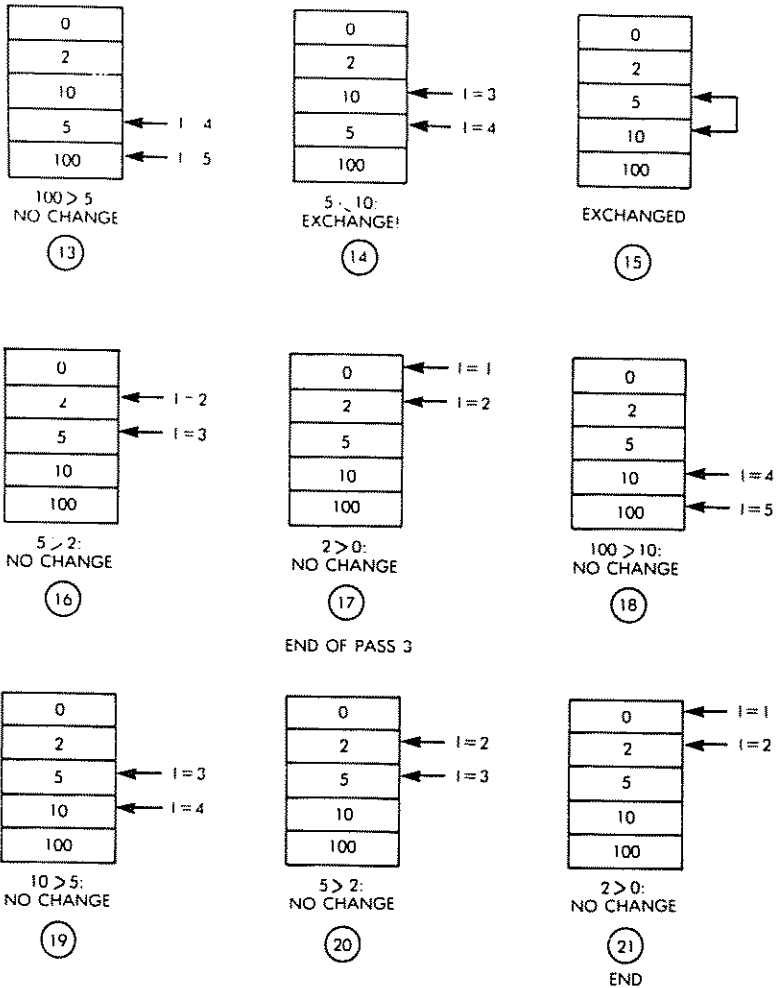 0
2
10
5
100
I 4
I 5
100 > 5
NO CHANGE
13
0
2
10
5
100
I = 3
I = 4
5 10:
EXCHANGE!
14
0
2
5
10
100
EXCHANGED
15
0
2
5
10
100
I - 2
I = 3
5 > 2:
NO CHANGE
16
0
2
5
10
100
I = 1
I = 2
2 > 0:
NO CHANGE
17
END OF PASS 3
0
2
5
10
100
I = 4
I = 5
100 > 10:
NO CHANGE
18
0
2
5
10
100
I = 3
I = 4
10 > 5:
NO CHANGE
19
0
2
5
10
100
I = 2
I = 3
5 > 2:
NO CHANGE
20
0
2
5
10
100
I = 1
I = 2
2 > 0:
NO CHANGE
21
END